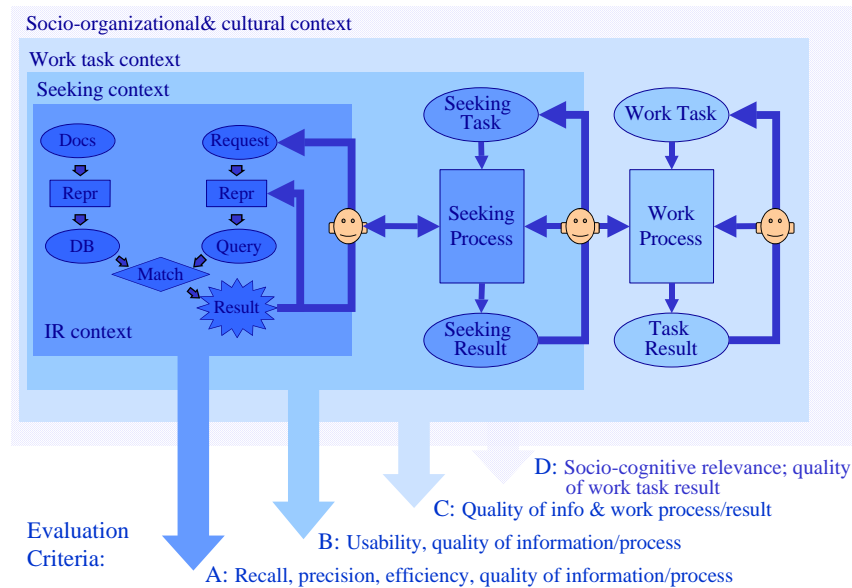 Socio-organizational& cultural context
Work task context
Seeking context
Docs
Request
Repr
Repr
DB
Query
Match
Result
IR context
Seeking
Task
Seeking
Process
Seeking
Result
Work Task
Work
Process
Task
Result
Evaluation
Criteria:
D: Socio-cognitive relevance; quality
of work task result
C: Quality of info & work process/result
B: Usability, quality of information/process
A: Recall, precision, efficiency, quality of information/process